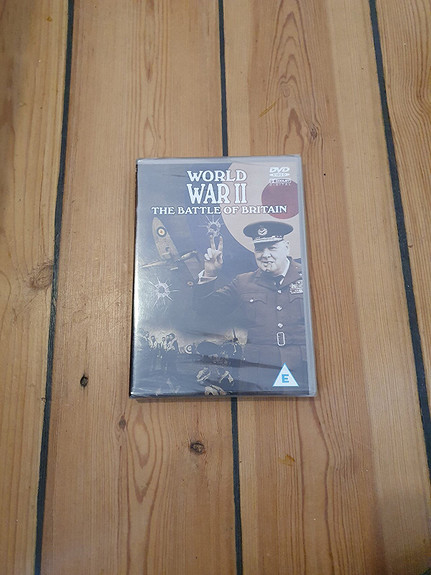 WORLD
WAR II
THE BATTLE OF BRITAIN
DVD
E